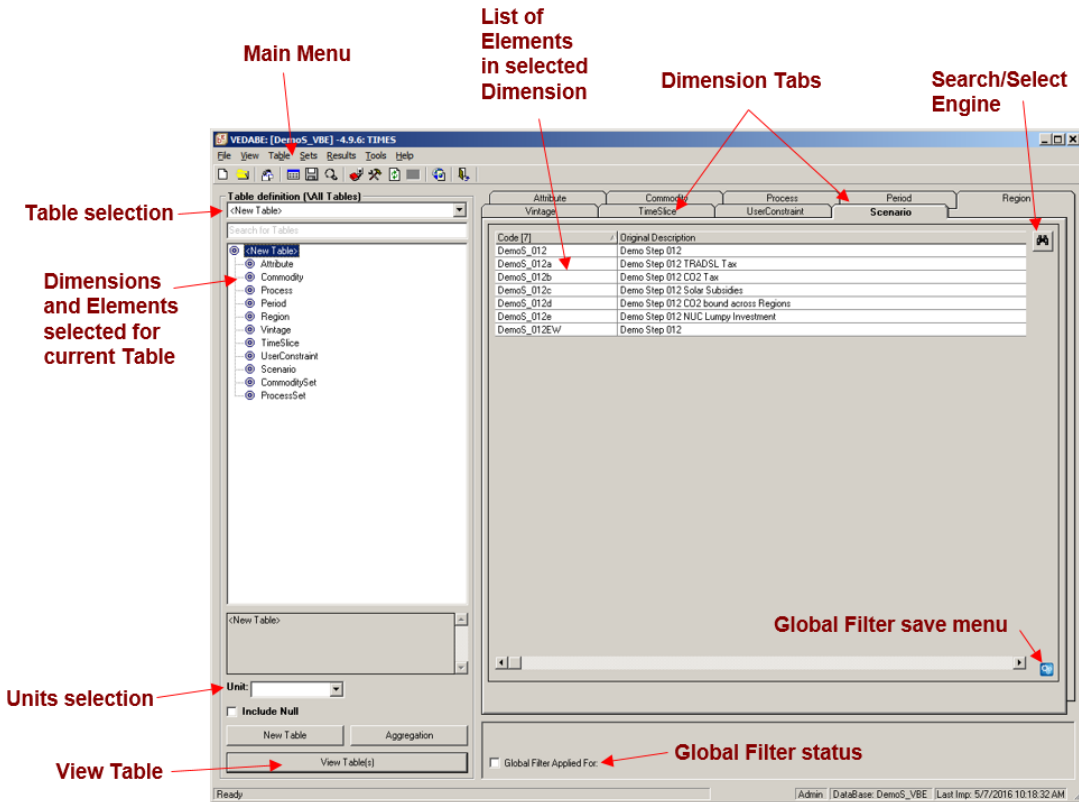 List of
Elements
in selected
Dimension
Main Menu
Dimension Tabs
Search/Select
Engine
VEDABE: [DemoS_VBE] -4.9.6: TIMES
File View Table Sets Results Tools Help
Table selection
Table definition (\All Tables)
<New Table>
Search for Tables
Dimensions
and Elements
selected for
current Table
<New Table>
Attribute
Commodity
Process
Period
Region
Vintage
TimeSlice
UserConstraint
Scenario
CommoditySet
ProcessSet
Attribute Commodity Process Period Region
Vintage TimeSlice UserConstraint Scenario
Code [7] Original Description
DemoS_012 Demo Step 012
DemoS_012a Demo Step 012 TRADSL Tax
DemoS_012b Demo Step 012 CO2 Tax
DemoS_012c Demo Step 012 Solar Subsidies
DemoS_012d Demo Step 012 CO2 bound across Regions
DemoS_012e Demo Step 012 NUC Lumpy Investment
DemoS_012EW Demo Step 012
<New Table>
Global Filter save menu
Units selection
Unit:
Include Null
New Table Aggregation
View Table
View Table(s)
Global Filter Applied For:
Global Filter status
Ready
Admin DataBase: DemoS_VBE Last Imp: 5/7/2016 10:18:32 AM